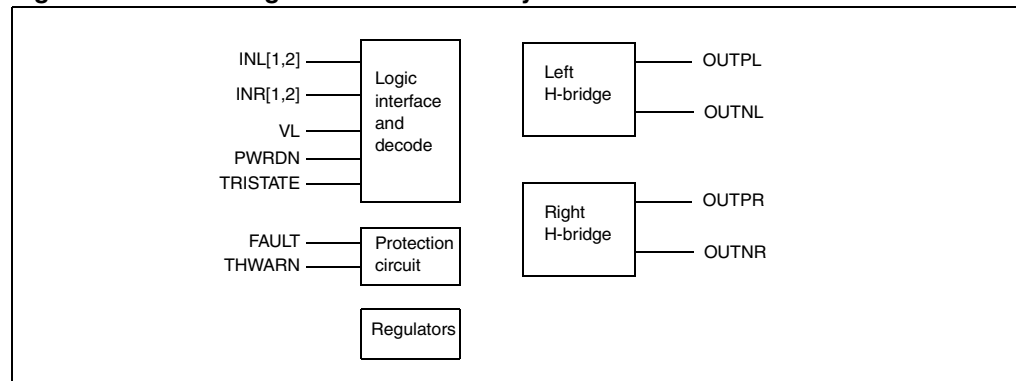 INL[1,2]
INR[1,2]
VL
PWRDN
TRISTATE
Logic
interface
and
decode
FAULT
THWARN
Protection
circuit
Regulators
Left
H-bridge
OUTPL
OUTNL
Right
H-bridge
OUTPR
OUTNR